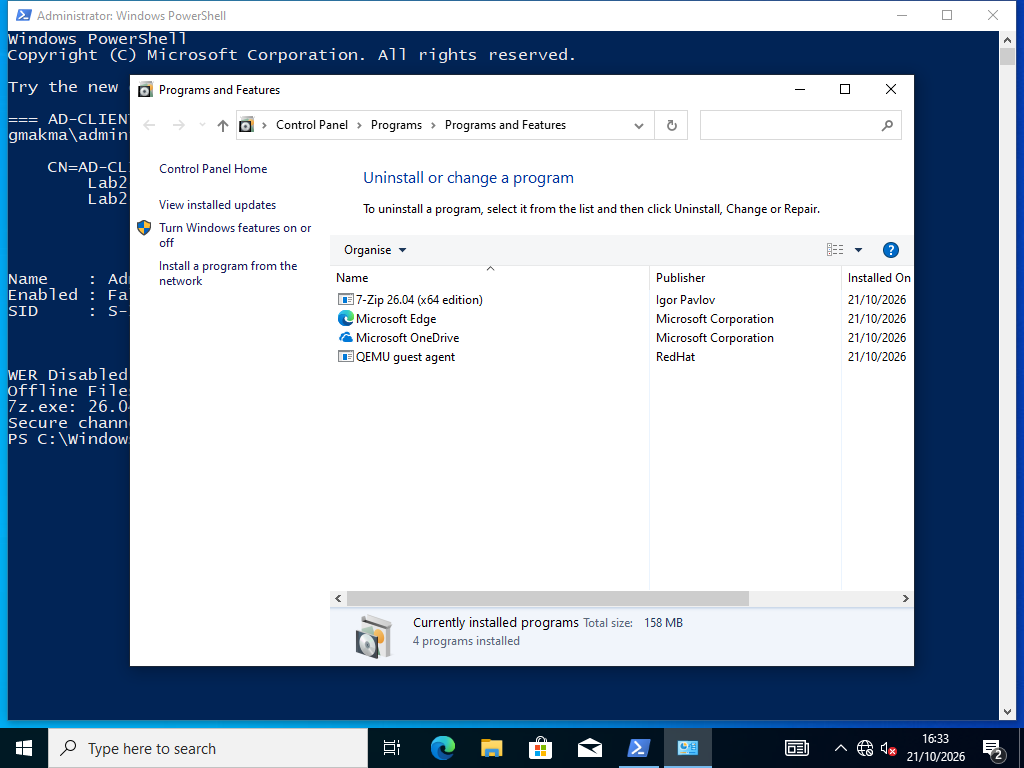 Administrator: Windows PowerShell
Windows PowerShell
Copyright (C) Microsoft Corporation. All rights reserved.
Try the new
=== AD-CLIEN
gmakma\admin
CN=AD-CL
Lab2
Lab2
Name : Ad
Enabled : Fa
SID : S-
WER Disabled
Offline File
7z.exe: 26.04
Secure chann
PS C:\Window
Programs and Features
Control Panel > Programs > Programs and Features
Control Panel Home
View installed updates
Turn Windows features on or
off
Install a program from the
network
Uninstall or change a program
To uninstall a program, select it from the list and then click Uninstall, Change or Repair.
Organise
Name Publisher Installed On
7-Zip 26.04 (x64 edition) Igor Pavlov 21/10/2026
Microsoft Edge Microsoft Corporation 21/10/2026
Microsoft OneDrive Microsoft Corporation 21/10/2026
QEMU guest agent RedHat 21/10/2026
Currently installed programs Total size: 158 MB
4 programs installed
Type here to search
16:33
21/10/2026
2